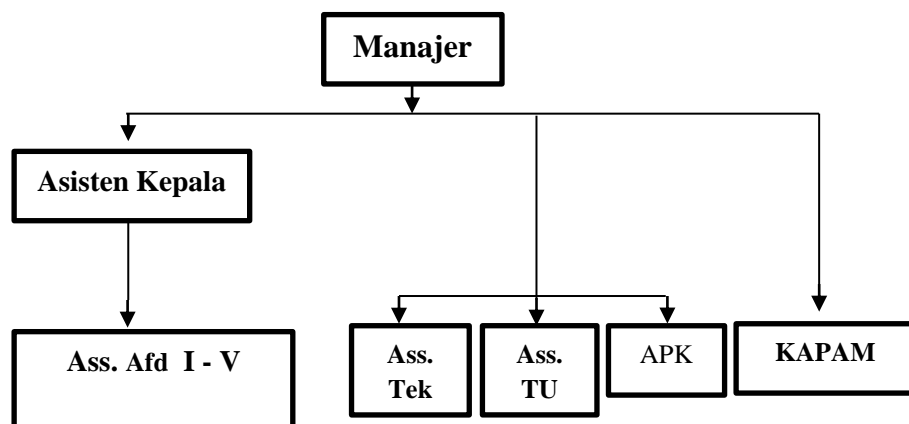 Manajer
Asisten Kepala
Ass. Afd I - V
Ass.
Tek
Ass.
TU
APK
KAPAM